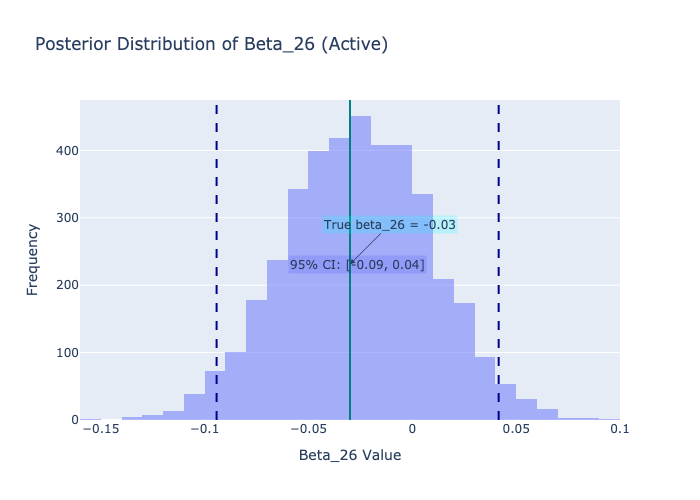 Posterior Distribution of Beta_26 (Active)
400
300
200
100
0
Frequency
True beta_26 = -0.03
95% CI: [-0.09, 0.04]
−0.15
−0.1
−0.05
0
0.05
0.1
Beta_26 Value